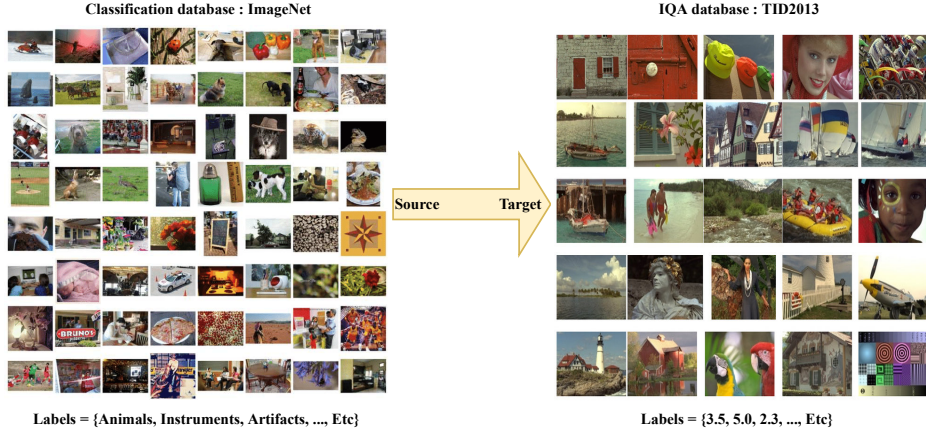 Classification database : ImageNet
IQA database : TID2013
BRUNO'S
Source
Target
Labels = {Animals, Instruments, Artifacts, ..., Etc}
Labels = {3.5, 5.0, 2.3, ..., Etc}